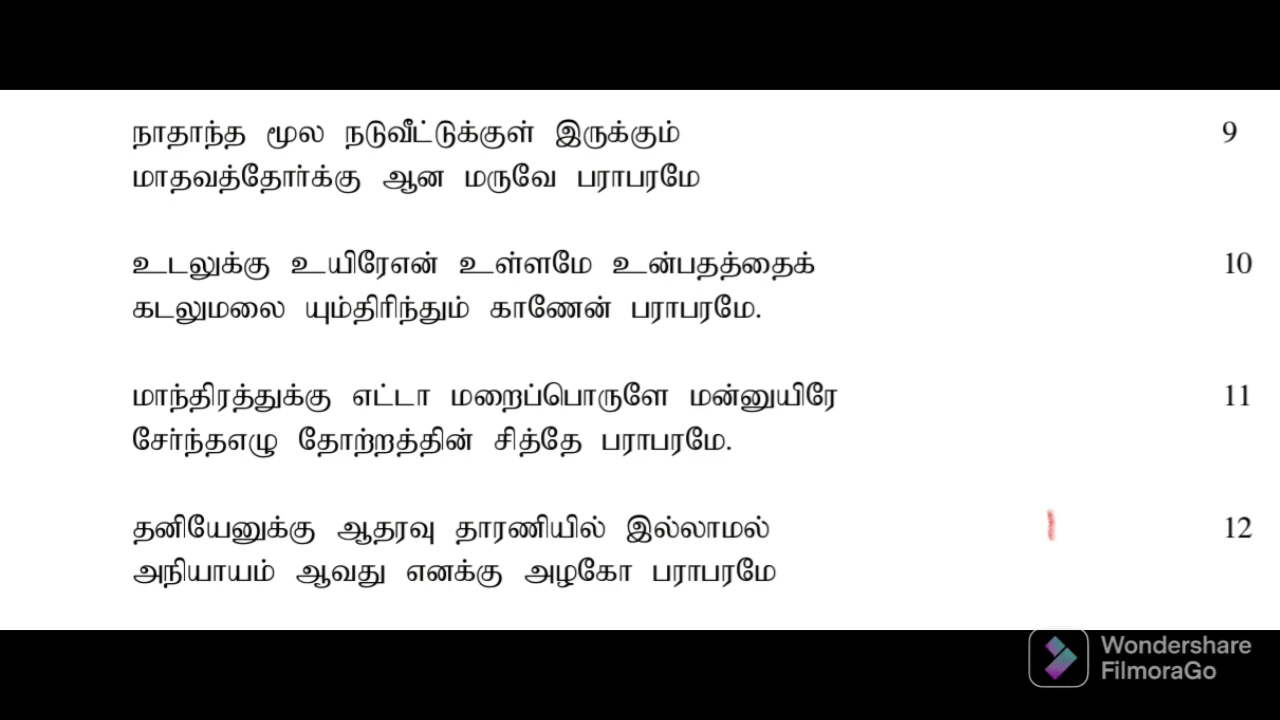 நாதாந்த மூல நடுவீட்டுக்குள் இருக்கும் 9
மாதவத்தோர்க்கு ஆன மருவே பராபரமே
உடலுக்கு உயிரேஎன் உள்ளமே உன்பதத்தைக் 10
கடலுமலை யும்திரிந்தும் காணேன் பராபரமே.
மாந்திரத்துக்கு எட்டா மறைப்பொருளே மன்னுயிரே 11
சேர்ந்தஎழு தோற்றத்தின் சித்தே பராபரமே.
தனியேனுக்கு ஆதரவு தாரணியில் இல்லாமல் 12
அநியாயம் ஆவது எனக்கு அழகோ பராபரமே
Wondershare
FilmoraGo